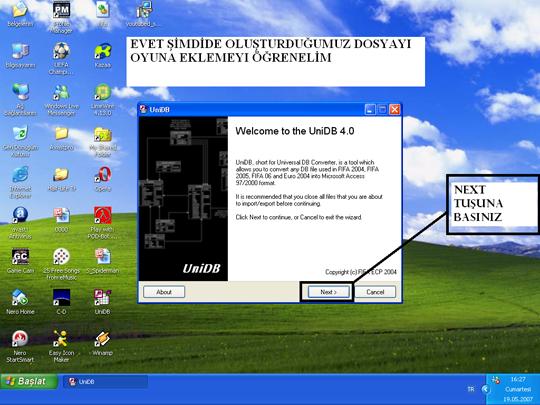 belgelerim
Profile
Manager
youtubed_s...
EVET ŞİMDİDE OLUŞTURDUĞUMUZ DOSYAYI
OYUNA EKLEMEYİ ÖĞRENELİM
bilgisayarım
UEFA
Champi...
Kazaa
Ağ
Bağlantılarım
Windows Live
Messenger
LimeWire
4.13.0
Geri Dönüşüm
Kutusu
My Shared
Folder
Internet
Explorer
Half-Life
Opera
avast!
Antivirus
0000
Play with
POD-Bot ...
Game Cam
25 Free Songs
from eMusic
S_Spiderman
Nero Home
C-D
UniDB
Nero
StartSmart
Easy Icon
Maker
Winamp
UniDB
Welcome to the UniDB 4.0
UniDB, short for Universal DB Converter, is a tool which
allows you to convert any DB file used in FIFA 2004, FIFA
2005, FIFA 06 and Euro 2004 into Microsoft Access
97/2000 format.
It is recommended that you close all files that you are about
to import/export before continuing.
Click Next to continue, or Cancel to exit the wizard.
UniDB
Copyright (c) FIFA ECP 2004
About
Next >
Cancel
NEXT
TUŞUNA
BASINIZ
Başlat
UniDB
TR
16:27
Cumartesi
19.05.2007